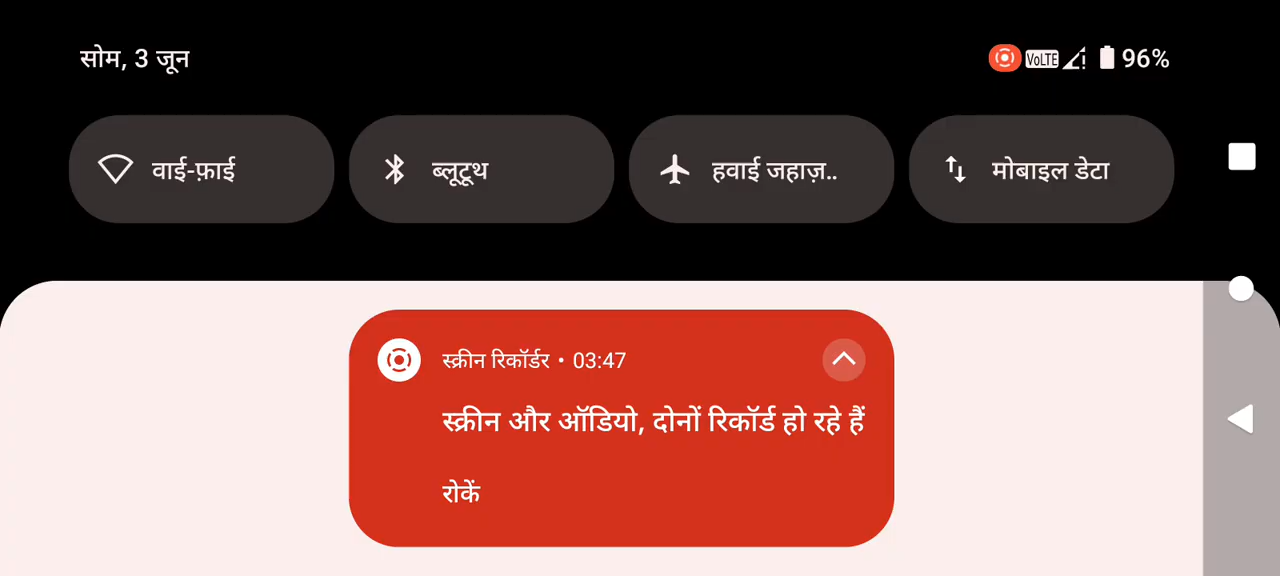 सोम, 3 जून
VoLTE 96%
वाई-फ़ाई ब्लूटूथ हवाई जहाज़.. मोबाइल डेटा
स्क्रीन रिकॉर्डर • 03:47
स्क्रीन और ऑडियो, दोनों रिकॉर्ड हो रहे हैं
रोकें